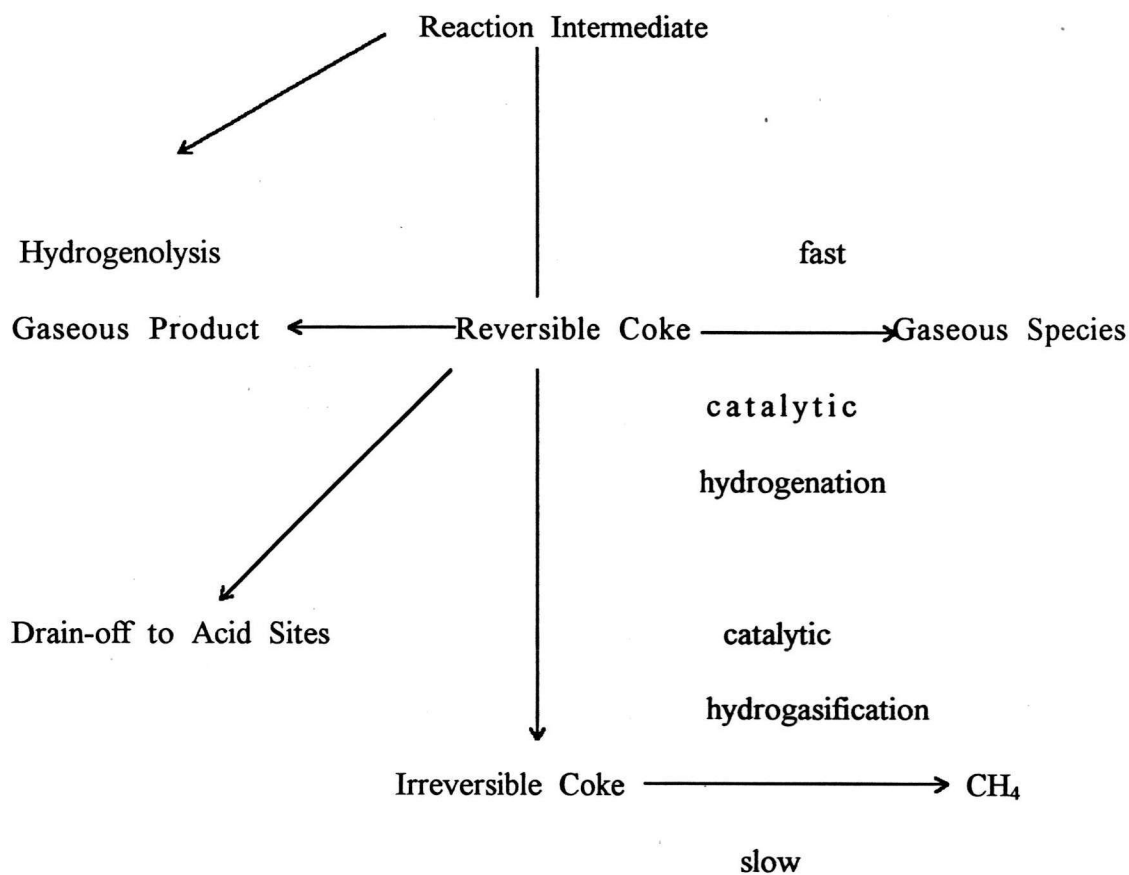 Reaction Intermediate
Hydrogenolysis
fast
Gaseous Product
Reversible Coke
Gaseous Species
catalytic
hydrogenation
Drain-off to Acid Sites
catalytic
hydrogasification
Irreversible Coke
CH₄
slow